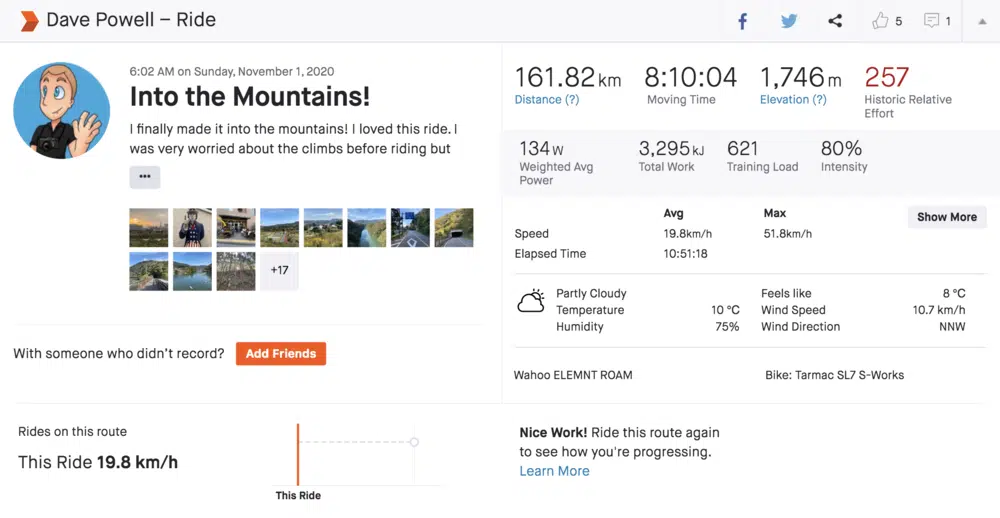 Dave Powell – Ride
5
1
6:02 AM on Sunday, November 1, 2020
Into the Mountains!
I finally made it into the mountains! I loved this ride. I
was very worried about the climbs before riding but
•••
+17
With someone who didn't record?
Add Friends
161.82 km
Distance (?)
8:10:04
Moving Time
1,746 m
Elevation (?)
257
Historic Relative
Effort
134 W
Weighted Avg
Power
3,295 kJ
Total Work
621
Training Load
80%
Intensity
Avg Max
Show More
Speed 19.8km/h 51.8km/h
Elapsed Time 10:51:18
Partly Cloudy
Temperature 10 °C
Humidity 75%
Feels like 8 °C
Wind Speed 10.7 km/h
Wind Direction NNW
Wahoo ELEMNT ROAM
Bike: Tarmac SL7 S-Works
Rides on this route
This Ride 19.8 km/h
This Ride
Nice Work! Ride this route again
to see how you're progressing.
Learn More